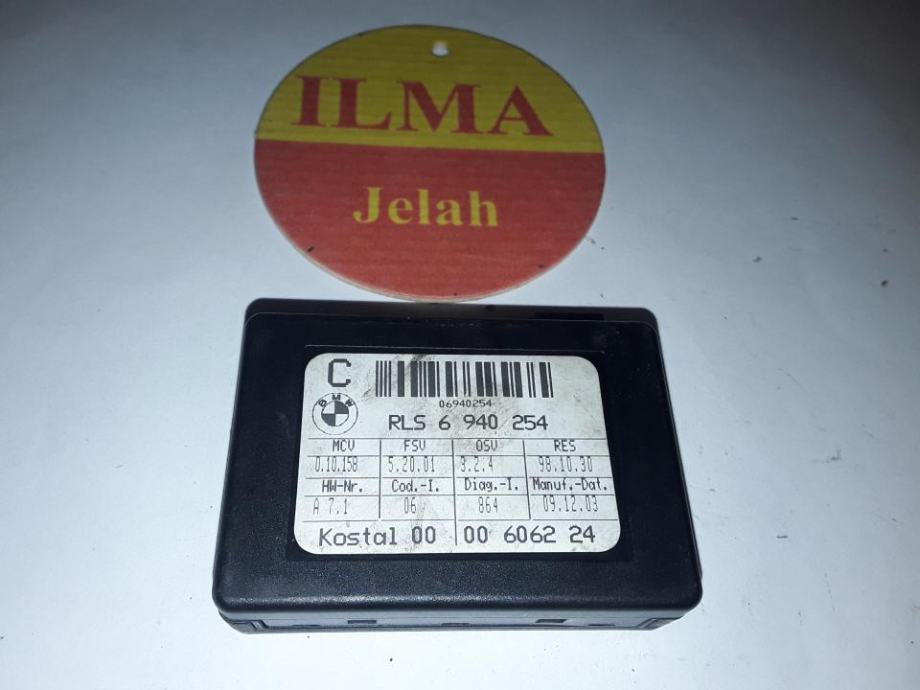 ILMA
Jelah
C
06940254
BMW
RLS 6 940 254
MCV FSV OSV RES
0.10.158 5.20.01 3.2.4 98.10.30
HW-Nr. Cod.-I. Diag.-I. Manuf.-Dat.
A 7.1 06 864 09.12.03
Kostal 00 00 6062 24